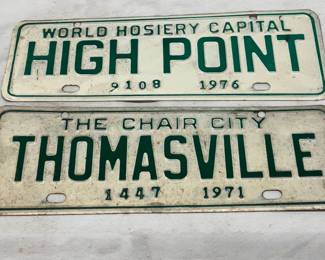 WORLD HOSIERY CAPITAL
HIGH POINT
9108 1976
THE CHAIR CITY
THOMASVILLE
1447 1971